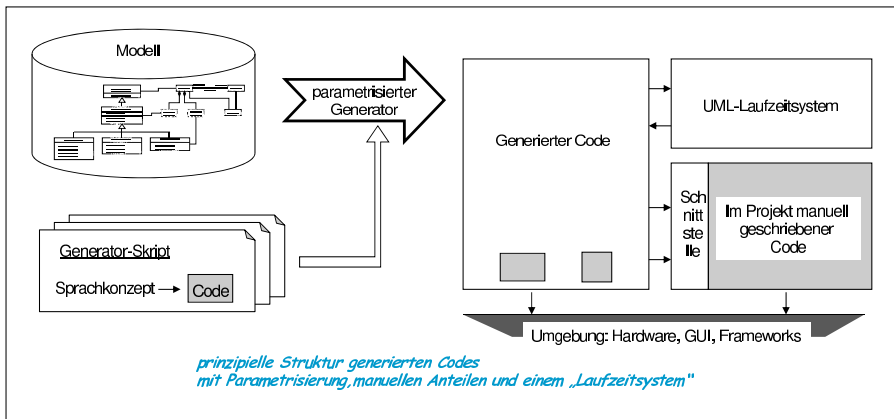 Modell
parametrisierter
Generator
Generator-Skript
Sprachkonzept
Code
Generierter Code
UML-Laufzeitsystem
Sch
nitt
ste
lle
Im Projekt manuell
geschriebener
Code
Umgebung: Hardware, GUI, Frameworks
prinzipielle Struktur generierten Codes
mit Parametrisierung,manuellen Anteilen und einem „Laufzeitsystem"